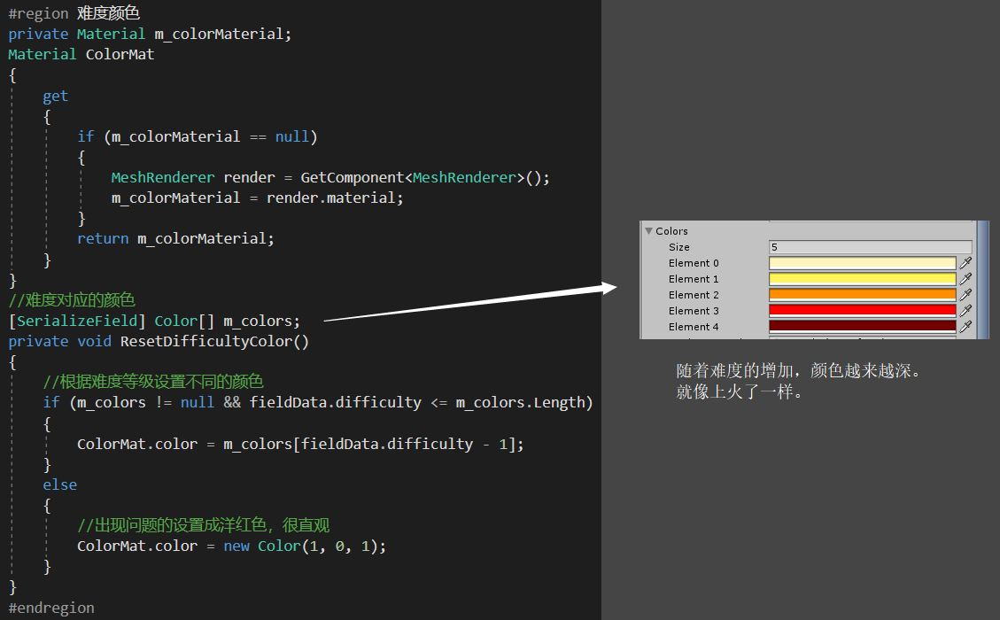 #region 难度颜色
private Material m_colorMaterial;
Material ColorMat
{
get
{
if (m_colorMaterial == null)
{
MeshRenderer render = GetComponent<MeshRenderer>();
m_colorMaterial = render.material;
}
return m_colorMaterial;
}
}
//难度对应的颜色
[SerializeField] Color[] m_colors;
private void ResetDifficultyColor()
{
//根据难度等级设置不同的颜色
if (m_colors != null && fieldData.difficulty <= m_colors.Length)
{
ColorMat.color = m_colors[fieldData.difficulty - 1];
}
else
{
//出现问题的设置成洋红色，很直观
ColorMat.color = new Color(1, 0, 1);
}
}
#endregion
Colors
Size 5
Element 0
Element 1
Element 2
Element 3
Element 4
随着难度的增加，颜色越来越深。
就像上火了一样。